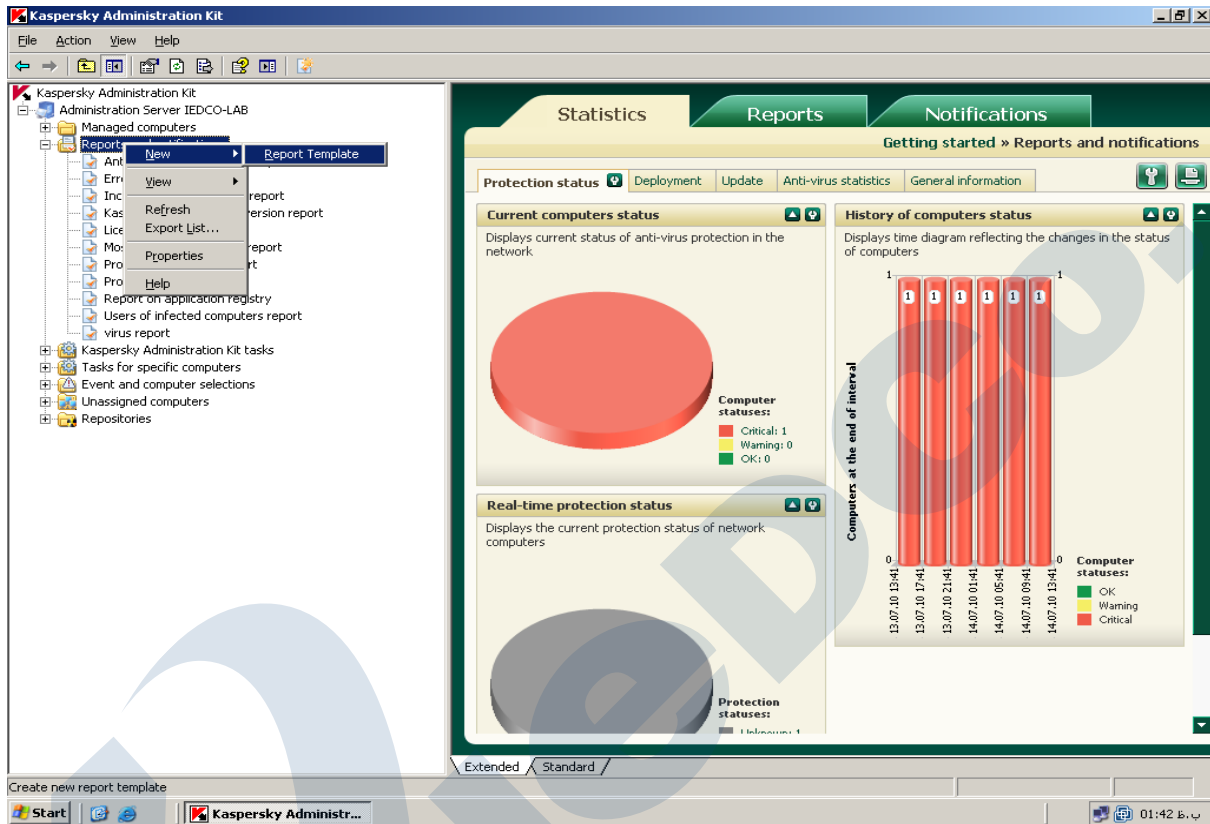 Kaspersky Administration Kit
File Action View Help
Kaspersky Administration Kit
Administration Server IEDCO-LAB
Managed computers
Reports
New
Report Template
View
Refresh
Export List...
Properties
Help
Ant
Err
Inc report
Kas ersion report
Lice
Mos report
Pro rt
Pro
Report on application registry
Users of infected computers report
virus report
Kaspersky Administration Kit tasks
Tasks for specific computers
Event and computer selections
Unassigned computers
Repositories
Statistics Reports Notifications
Getting started » Reports and notifications
Protection status Deployment Update Anti-virus statistics General information
Current computers status
Displays current status of anti-virus protection in the
network
Computer
statuses:
Critical: 1
Warning: 0
OK: 0
Real-time protection status
Displays the current protection status of network
computers
Protection
statuses:
Unknown: 1
History of computers status
Displays time diagram reflecting the changes in the status
of computers
1 1
1 1 1 1 1 1
Computers at the end of interval
0 0
13.07.10 13:41
13.07.10 17:41
13.07.10 21:41
14.07.10 01:41
14.07.10 05:41
14.07.10 09:41
14.07.10 13:41
Computer
statuses:
OK
Warning
Critical
Extended Standard
Create new report template
Start Kaspersky Administr... 01:42 ب.ظ
IeDCo.